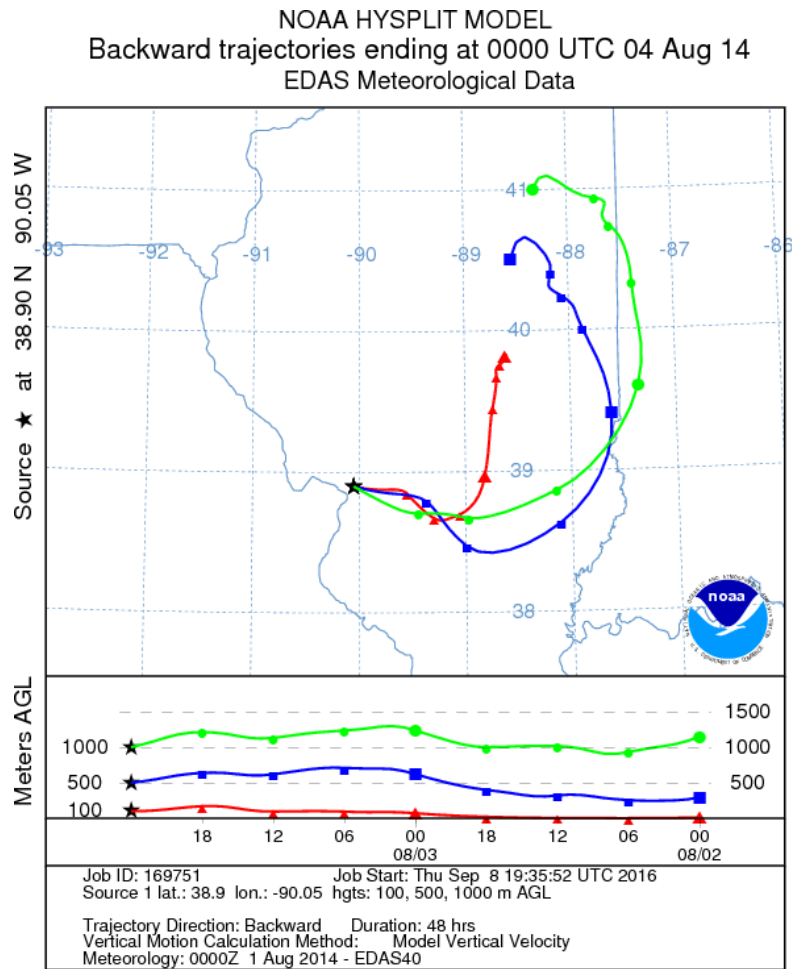 NOAA HYSPLIT MODEL
Backward trajectories ending at 0000 UTC 04 Aug 14
EDAS Meteorological Data
Source ★ at 38.90 N 90.05 W
41
-93 -92 -91 -90 -89 -88 -87 -86
40
39
38
noaa
Meters AGL
1500
1000 1000
500 500
100
18 12 06 00 18 12 06 00
08/03 08/02
Job ID: 169751 Job Start: Thu Sep 8 19:35:52 UTC 2016
Source 1 lat.: 38.9 lon.: -90.05 hgts: 100, 500, 1000 m AGL
Trajectory Direction: Backward Duration: 48 hrs
Vertical Motion Calculation Method: Model Vertical Velocity
Meteorology: 0000Z 1 Aug 2014 - EDAS40